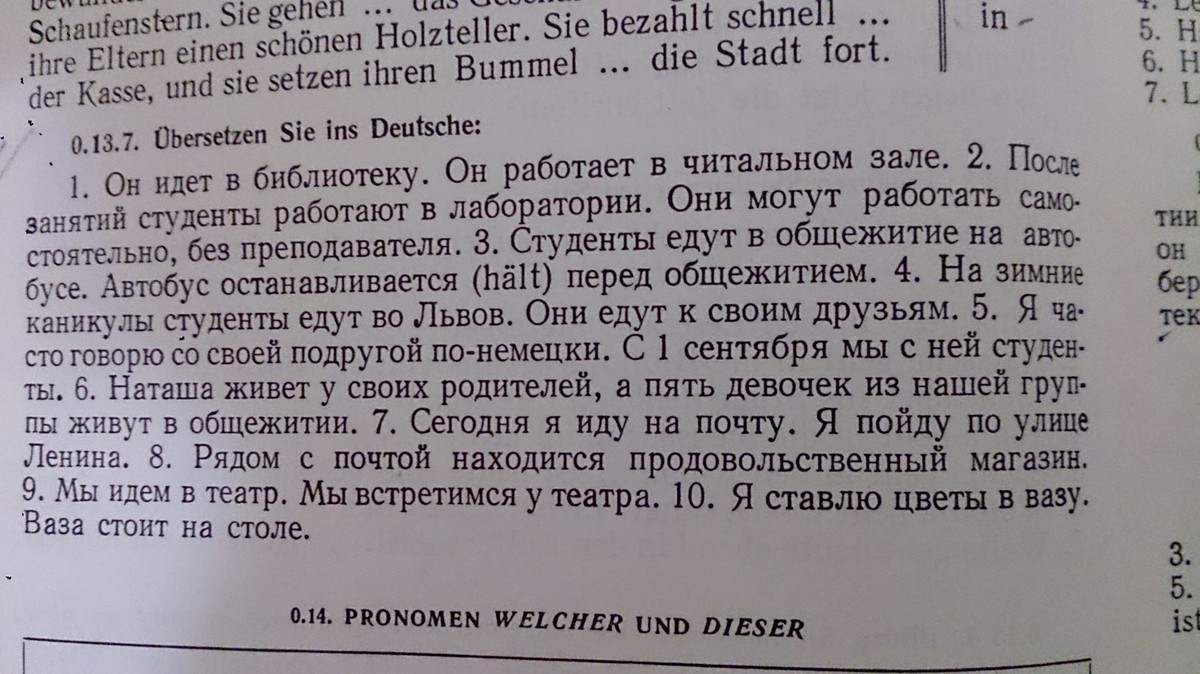 Schaufenstern. Sie gehen ... das
ihre Eltern einen schönen Holzteller. Sie bezahlt schnell ...
der Kasse, und sie setzen ihren Bummel ... die Stadt fort.
in
0.13.7. Übersetzen Sie ins Deutsche:
1. Он идет в библиотеку. Он работает в читальном зале. 2. После
занятий студенты работают в лаборатории. Они могут работать само-
стоятельно, без преподавателя. 3. Студенты едут в общежитие на авто-
бусе. Автобус останавливается (hält) перед общежитием. 4. На зимние
каникулы студенты едут во Львов. Они едут к своим друзьям. 5. Я ча-
сто говорю со своей подругой по-немецки. С 1 сентября мы с ней студен-
ты. 6. Наташа живет у своих родителей, а пять девочек из нашей груп-
пы живут в общежитии. 7. Сегодня я иду на почту. Я пойду по улице
Ленина. 8. Рядом с почтой находится продовольственный магазин.
9. Мы идем в театр. Мы встретимся у театра. 10. Я ставлю цветы в вазу.
Ваза стоит на столе.
0.14. PRONOMEN WELCHER UND DIESER
5. H
6. H
7. L
тии
он
бер
тек
3.
5.
ist